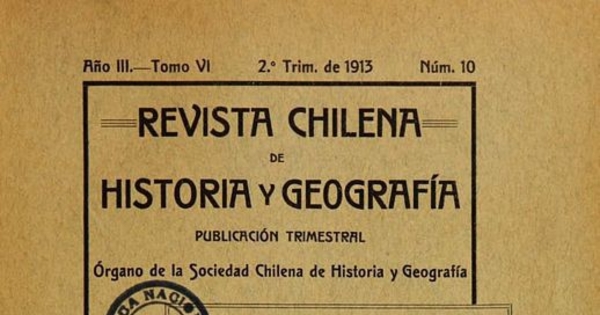 Año III.—Tomo VI 2.° Trim. de 1913 Núm. 10
REVISTA CHILENA
DE
HISTORIA Y GEOGRAFÍA
PUBLICACIÓN TRIMESTRAL
Órgano de la Sociedad Chilena de Historia y Geografía